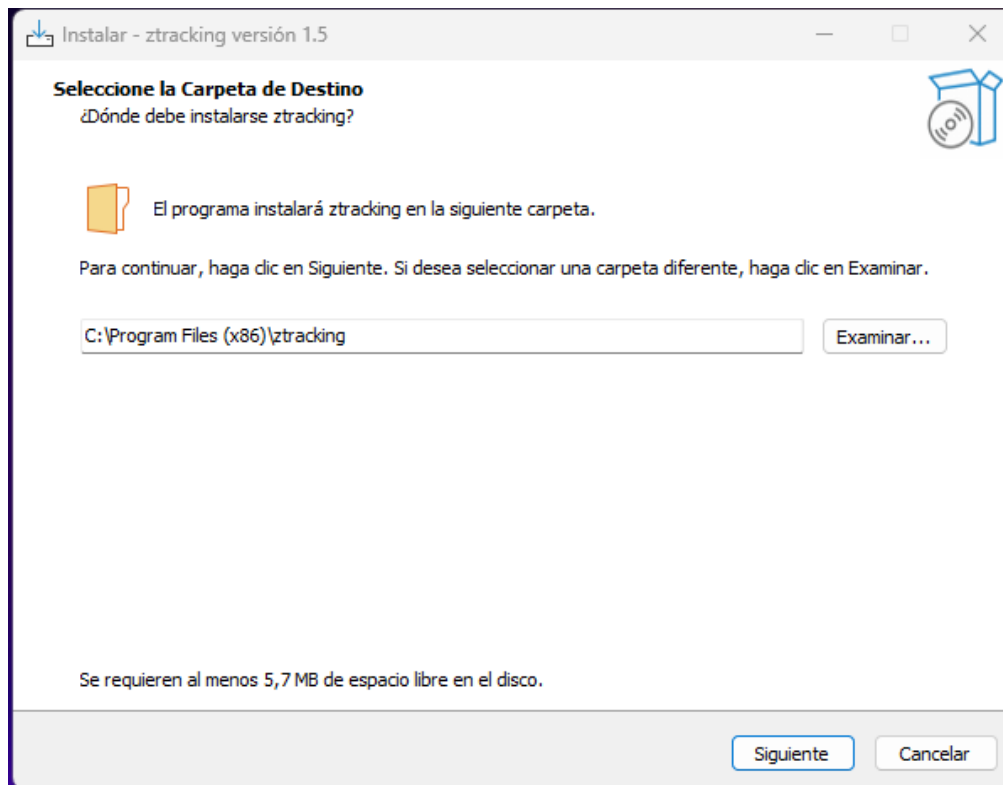 Instalar - ztracking versión 1.5
Seleccione la Carpeta de Destino
¿Dónde debe instalarse ztracking?
El programa instalará ztracking en la siguiente carpeta.
Para continuar, haga clic en Siguiente. Si desea seleccionar una carpeta diferente, haga clic en Examinar.
C:\Program Files (x86)\ztracking
Examinar...
Se requieren al menos 5,7 MB de espacio libre en el disco.
Siguiente
Cancelar